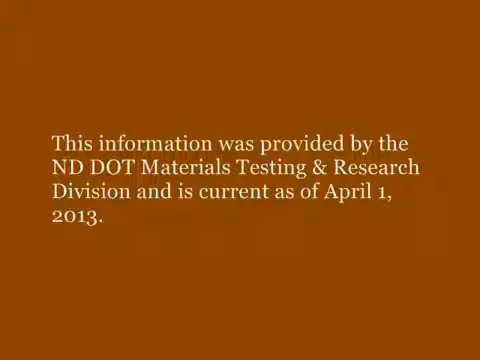 This information was provided by the
ND DOT Materials Testing & Research
Division and is current as of April 1,
2013.